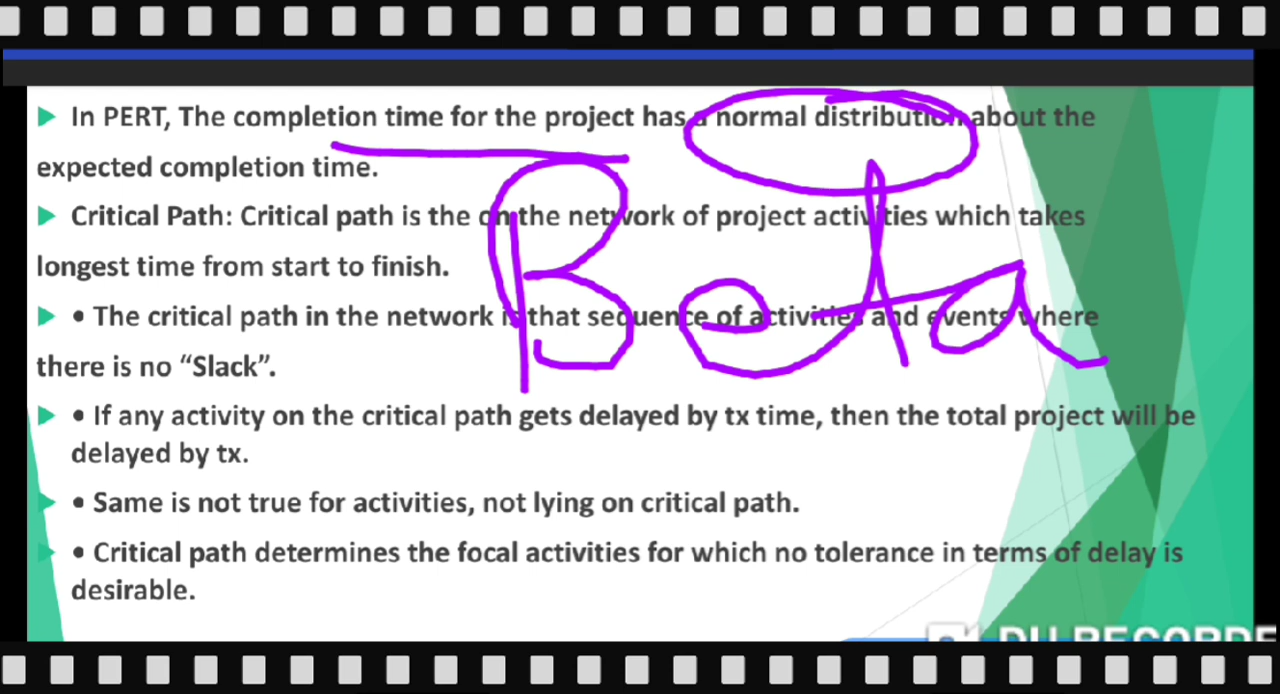 In PERT, The completion time for the project has a normal distribution about the
expected completion time.
Critical Path: Critical path is the on the network of project activities which takes
longest time from start to finish.
• The critical path in the network is that sequence of activities and events where
there is no “Slack”.
Beta
• If any activity on the critical path gets delayed by tx time, then the total project will be
delayed by tx.
• Same is not true for activities, not lying on critical path.
• Critical path determines the focal activities for which no tolerance in terms of delay is
desirable.
DU RECORDE